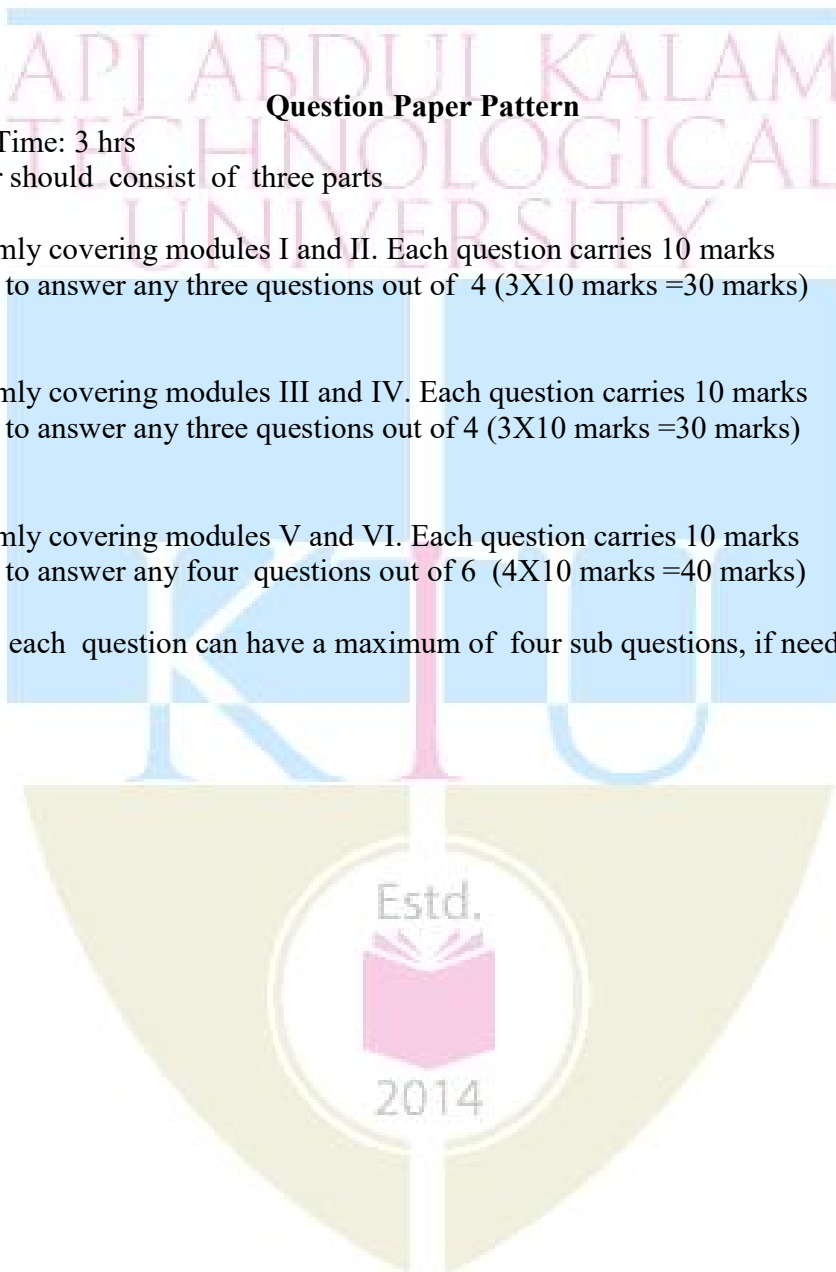 APJ ABDUL KALAM
Question Paper Pattern
TECHNOLOGICAL
Time: 3 hrs
should consist of three parts
UNIVERSITY
mly covering modules I and II. Each question carries 10 marks
to answer any three questions out of 4 (3X10 marks =30 marks)
mly covering modules III and IV. Each question carries 10 marks
to answer any three questions out of 4 (3X10 marks =30 marks)
mly covering modules V and VI. Each question carries 10 marks
to answer any four questions out of 6 (4X10 marks =40 marks)
each question can have a maximum of four sub questions, if need
KTU
Estd.
2014